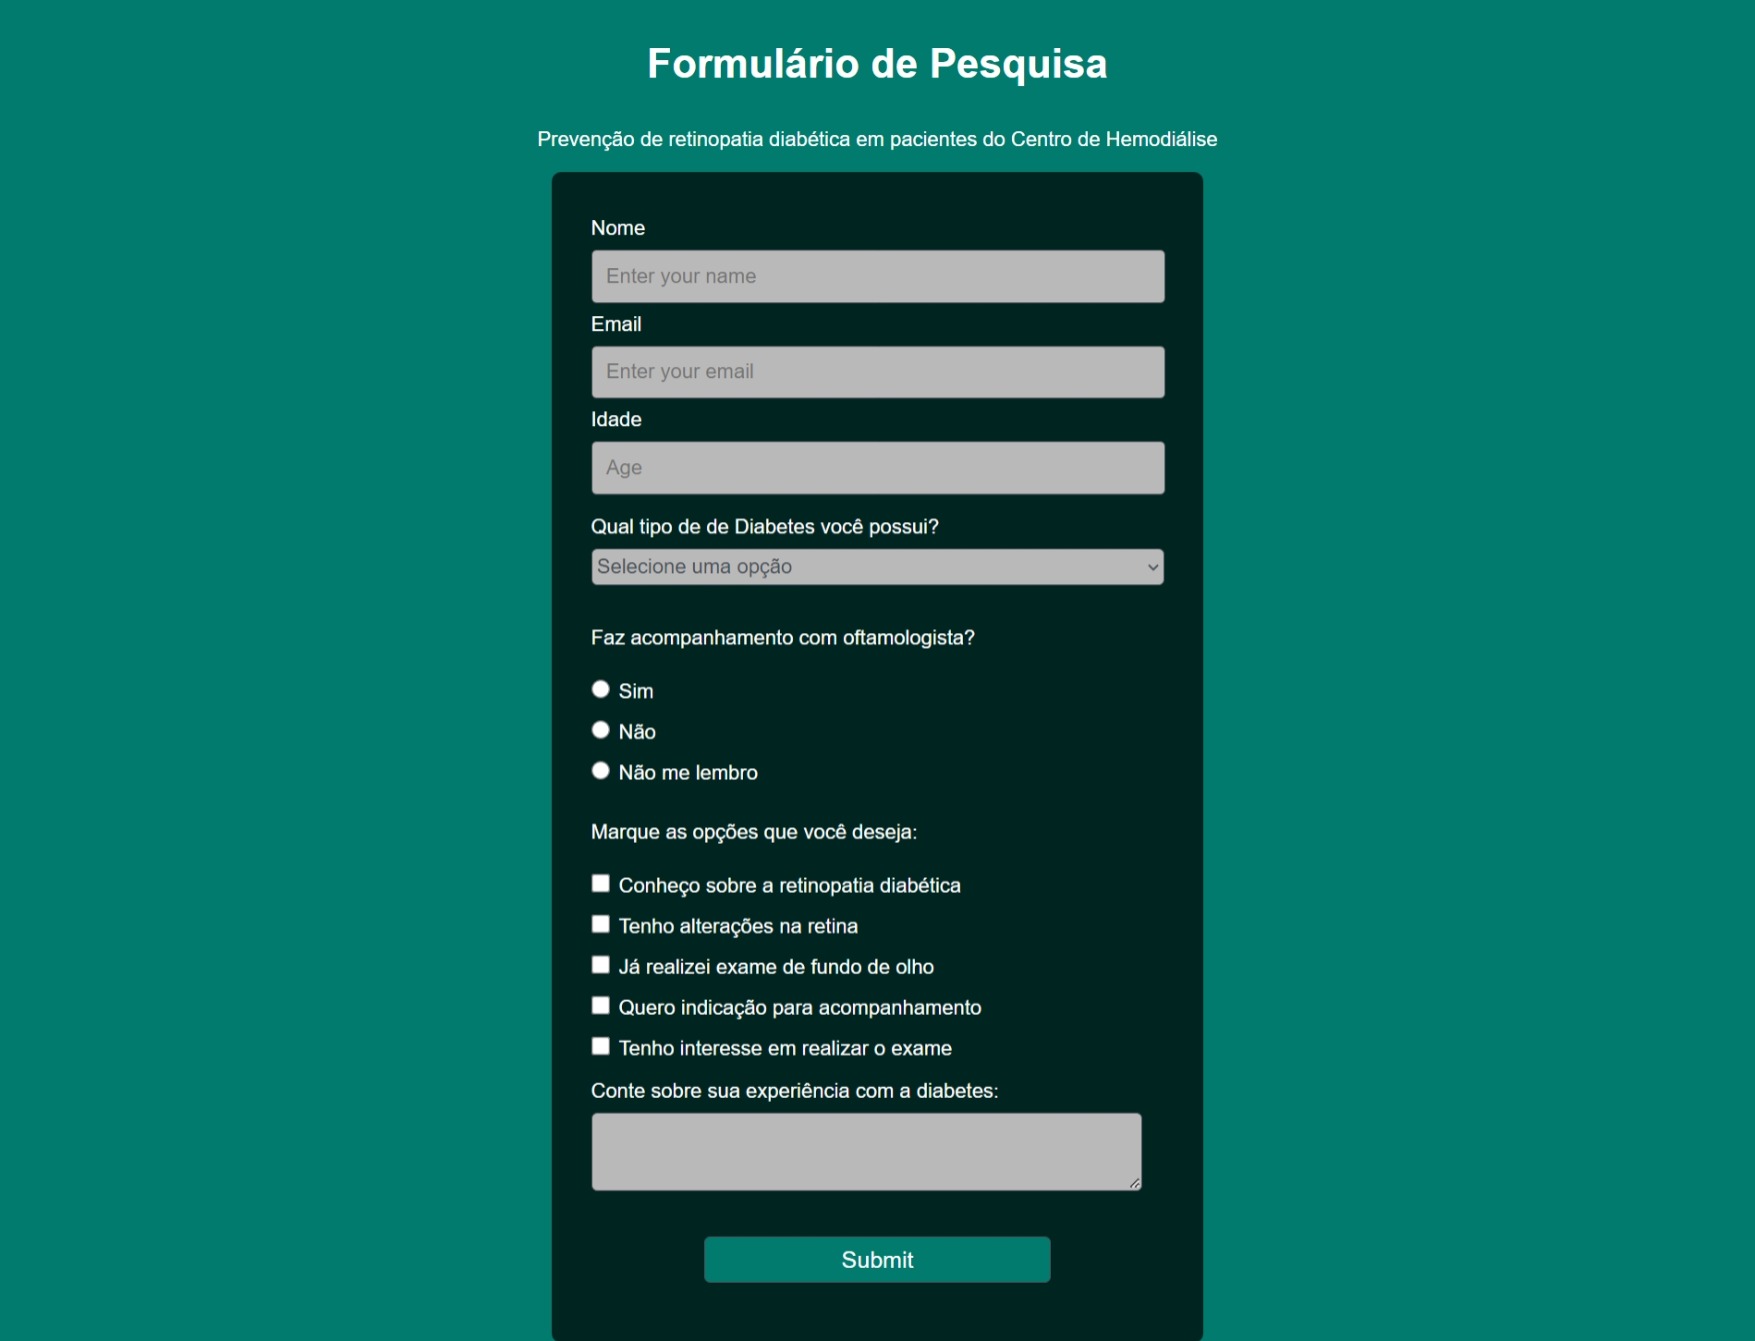 Formulário de Pesquisa
Prevenção de retinopatia diabética em pacientes do Centro de Hemodiálise
Nome
Enter your name
Email
Enter your email
Idade
Age
Qual tipo de de Diabetes você possui?
Selecione uma opção
Faz acompanhamento com oftamologista?
Sim
Não
Não me lembro
Marque as opções que você deseja:
Conheço sobre a retinopatia diabética
Tenho alterações na retina
Já realizei exame de fundo de olho
Quero indicação para acompanhamento
Tenho interesse em realizar o exame
Conte sobre sua experiência com a diabetes:
Submit